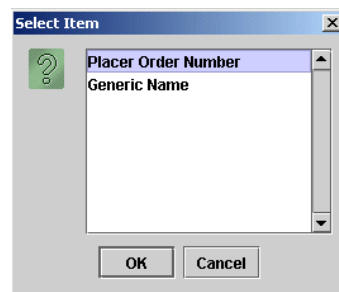 Select Item
Placer Order Number
Generic Name
OK Cancel